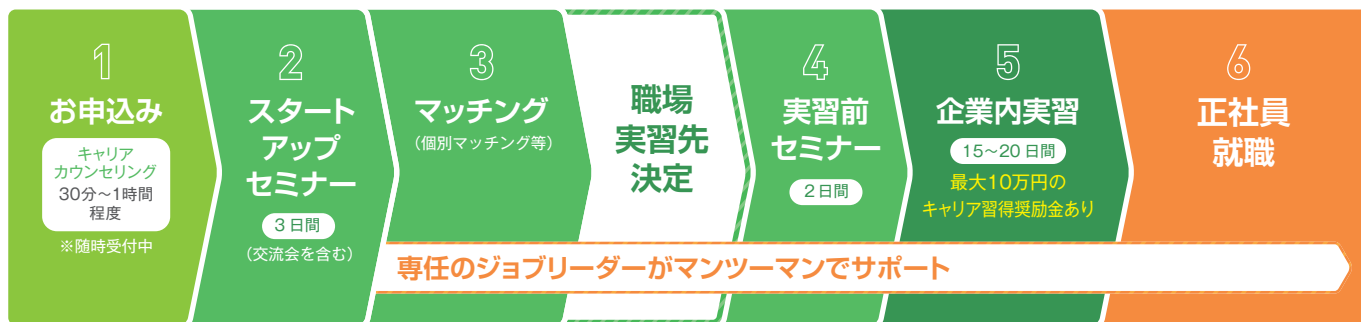 1
お申込み
キャリア
カウンセリング
30分～1時間
程度
※随時受付中
2
スタート
アップ
セミナー
3日間
（交流会を含む）
3
マッチング
（個別マッチング等）
職場
実習先
決定
4
実習前
セミナー
2日間
5
企業内実習
15～20日間
最大10万円の
キャリア習得奨励金あり
6
正社員
就職
専任のジョブリーダーがマンツーマンでサポート